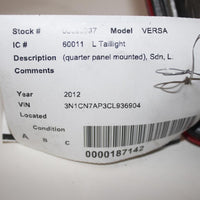 Stock # Model VERSA
IC # 60011 L Taillight
Description (quarter panel mounted), Sdn, L.
Comments
Year 2012
VIN 3N1CN7AP3CL936904
Located
Condition
A B C
0000187142